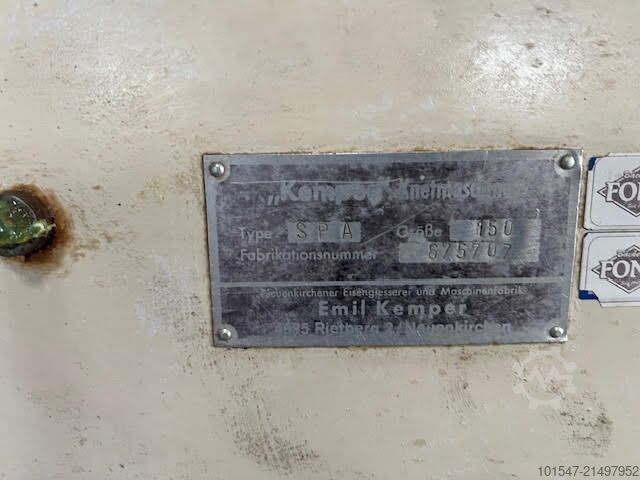 „Kemper" Knetmaschine
Type SPA Größe 150
Fabrikationsnummer 675707
Neuenkirchener Eisengiesserei und Maschinenfabrik
Emil Kemper
4835 Rietberg 2/Neuenkirchen
FON
FON
101547-21497952